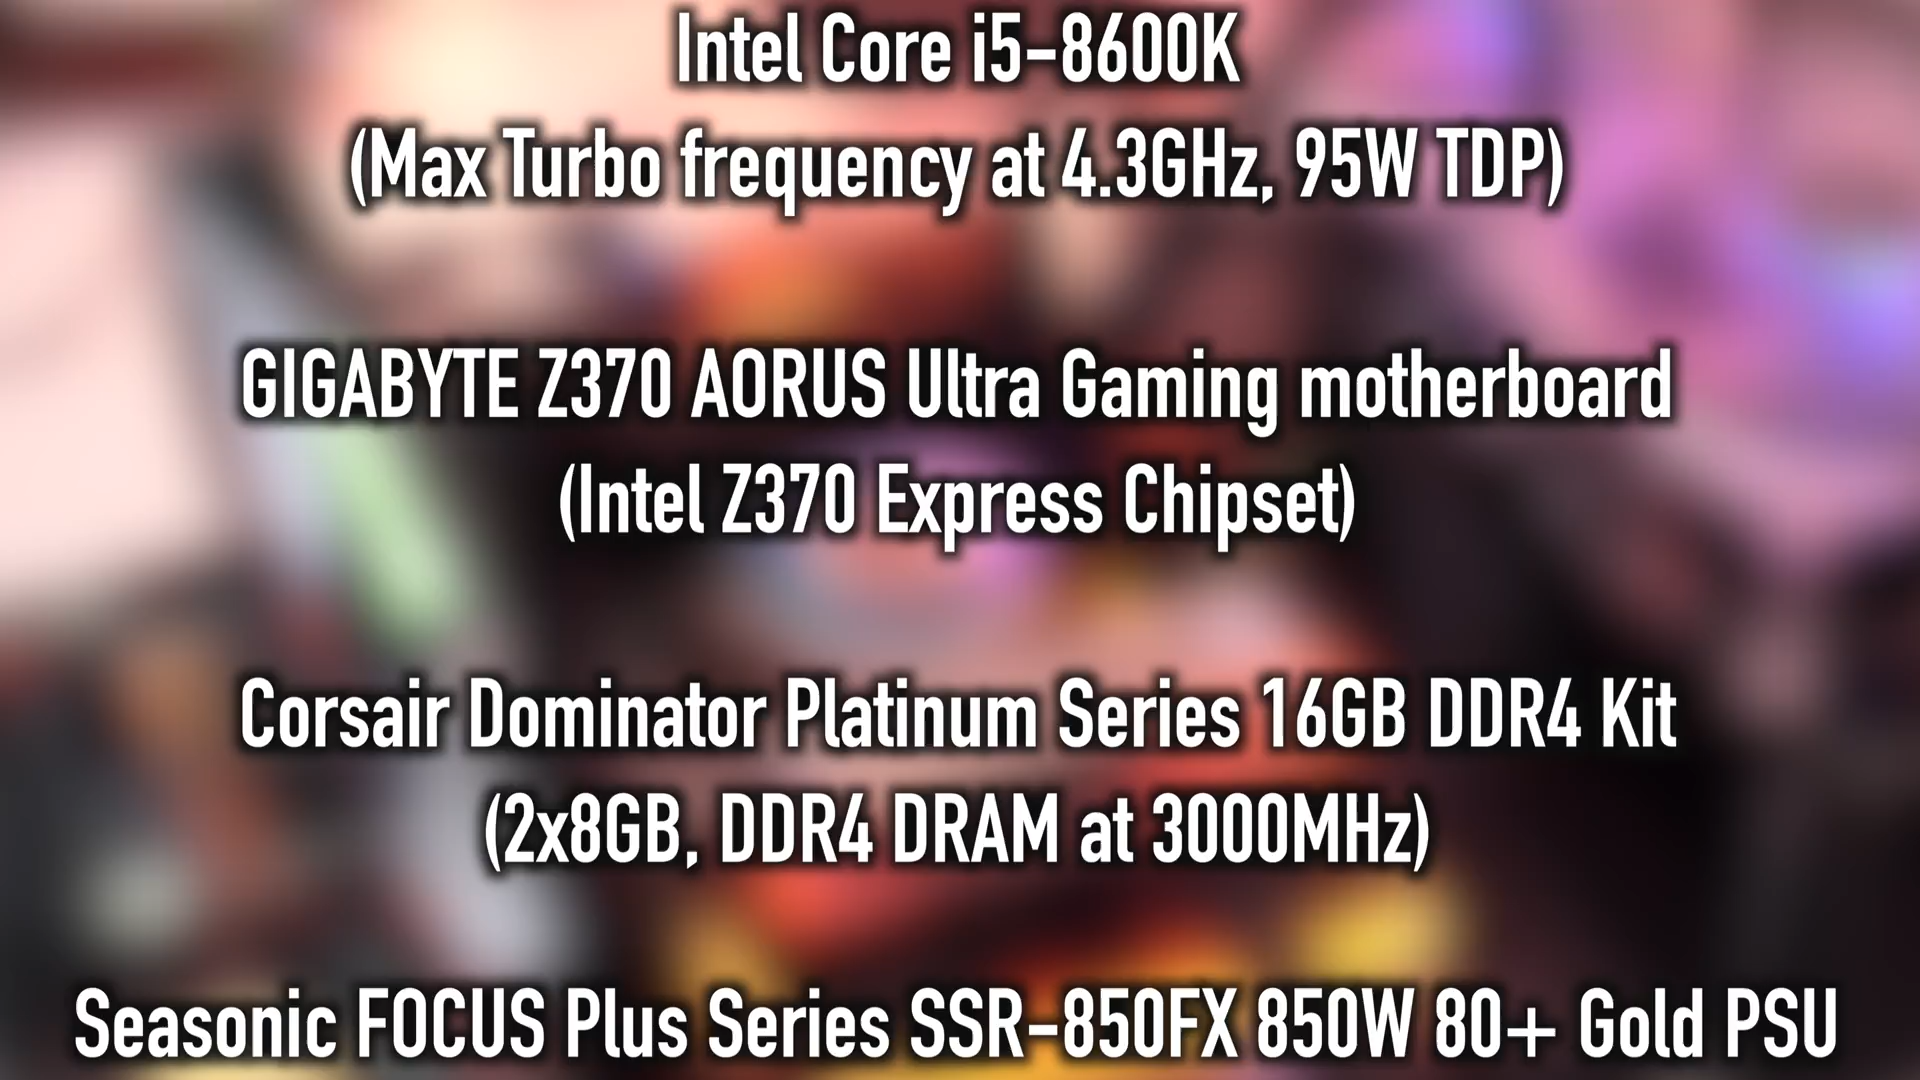 Intel Core i5-8600K
(Max Turbo frequency at 4.3GHz, 95W TDP)
GIGABYTE Z370 AORUS Ultra Gaming motherboard
(Intel Z370 Express Chipset)
Corsair Dominator Platinum Series 16GB DDR4 Kit
(2x8GB, DDR4 DRAM at 3000MHz)
Seasonic FOCUS Plus Series SSR-850FX 850W 80+ Gold PSU